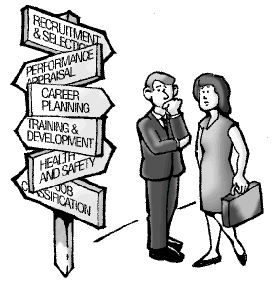 RECRUITMENT
& SELECTION
PERFORMANCE
APPRAISAL
CAREER
PLANNING
TRAINING &
DEVELOPMENT
HEALTH
AND SAFETY
JOB
CLASSIFICATION